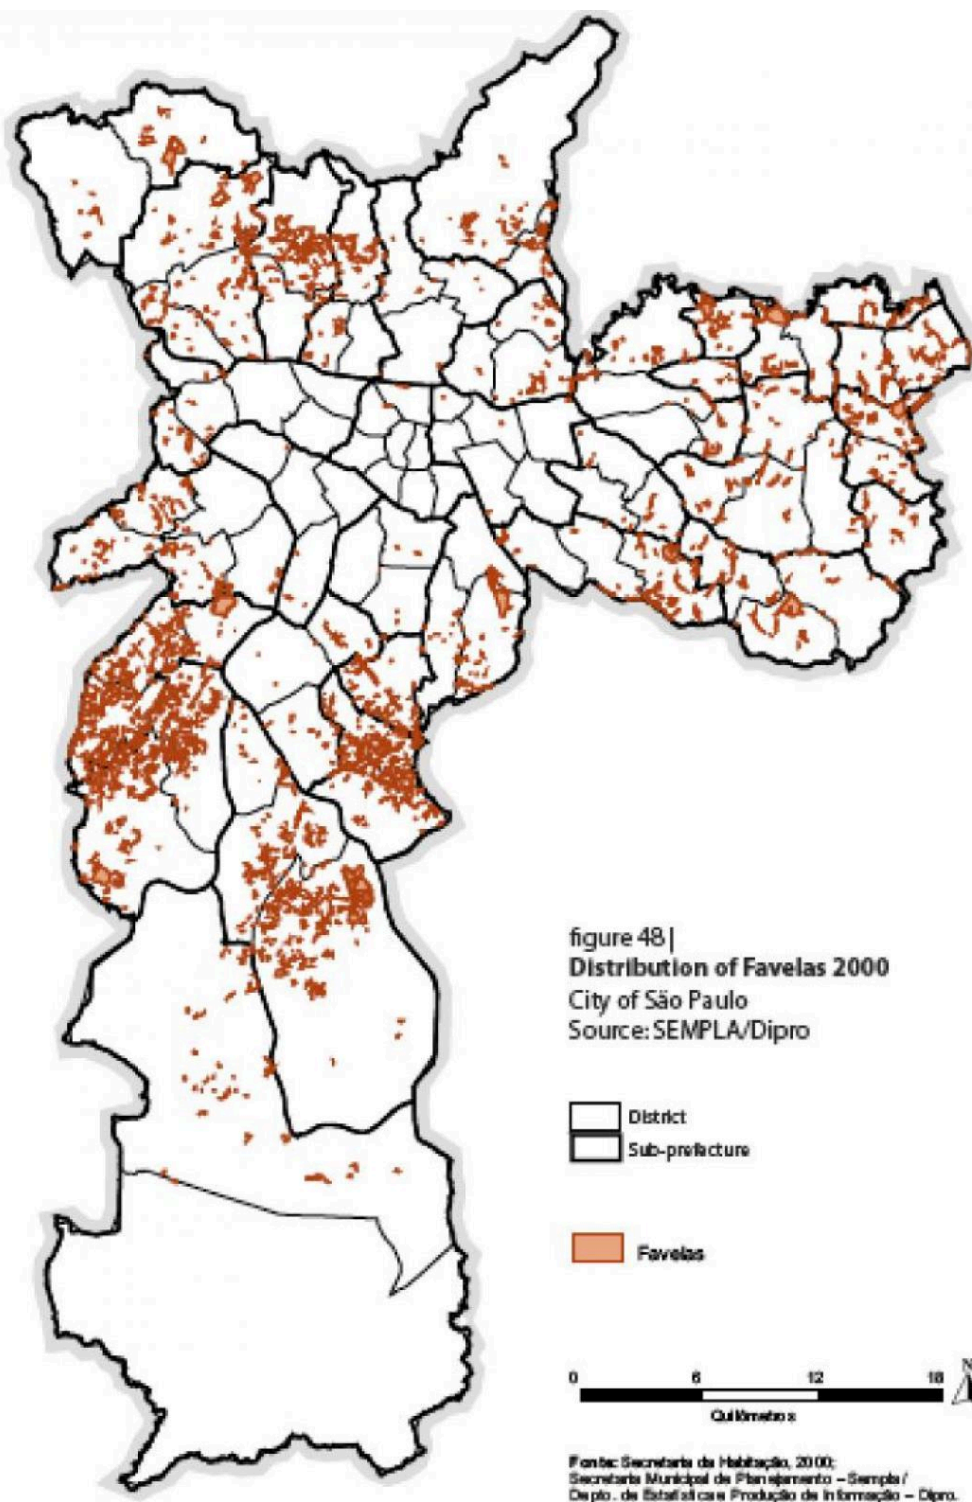 figure 48|
Distribution of Favelas 2000
City of São Paulo
Source: SEMPLA/Dipro
District
Sub-prefecture
Favelas
0 6 12 18
N
Quilômetros
Fonte: Secretaria da Habitação, 2000;
Secretaria Municipal de Planejamento – Sempla /
Depto. de Estatística e Produção de Informação – Dipro.